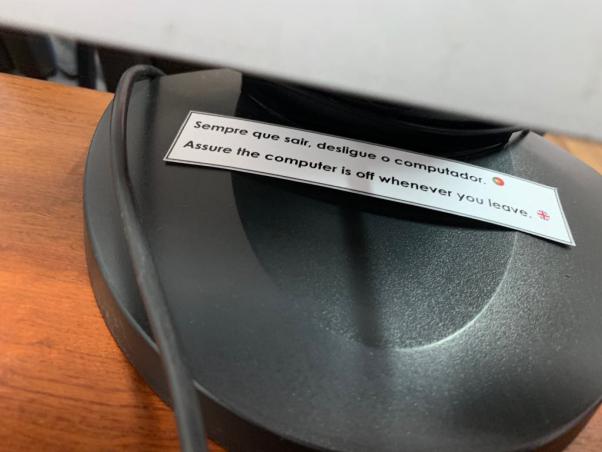 Sempre que sair, desligue o computador. 🇵🇹
Assure the computer is off whenever you leave. 🇬🇧